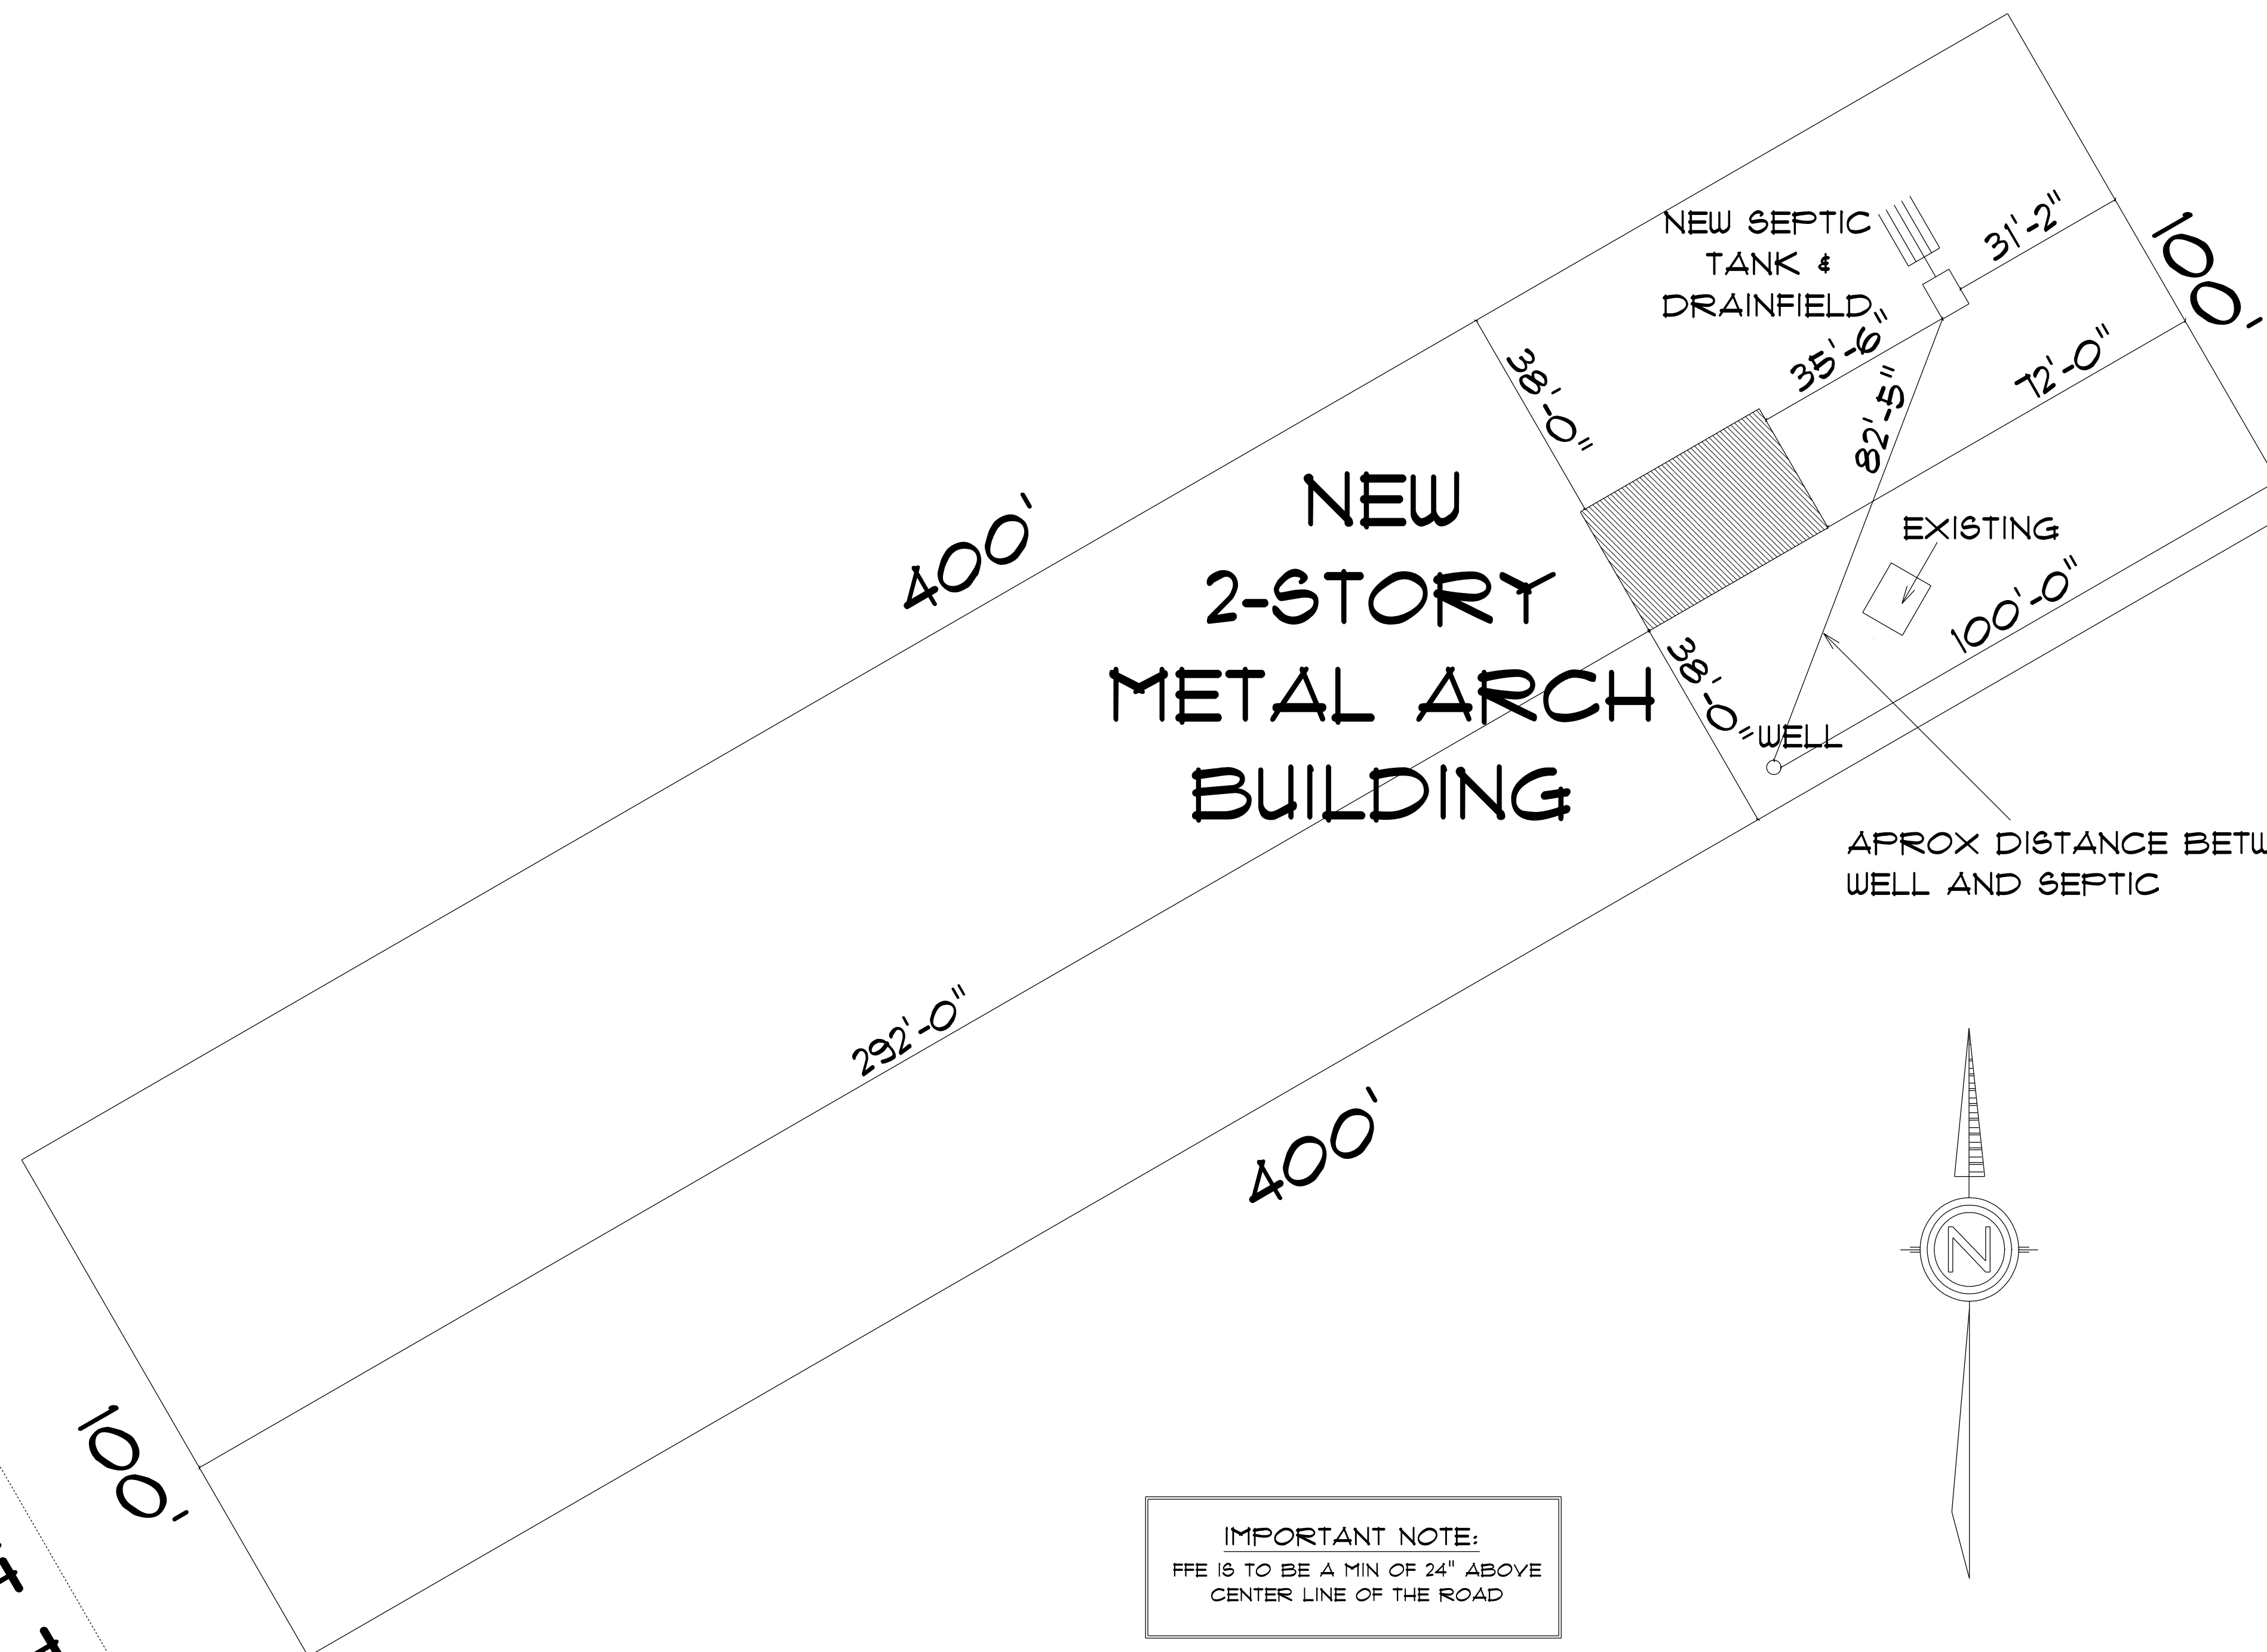 NEW SEPTIC
TANK &
DRAINFIELD
31'-2"
100'
35'-6"
38'-0"
82'-5"
72'-0"
NEW
2-STORY
METAL ARCH
BUILDING
400'
EXISTING
100'-0"
38'-0"
WELL
APROX DISTANCE
WELL AND SEPTIC
292'-0"
400'
N
100'
IMPORTANT NOTE:
FFE IS TO BE A MIN OF 24" ABOVE
CENTER LINE OF THE ROAD